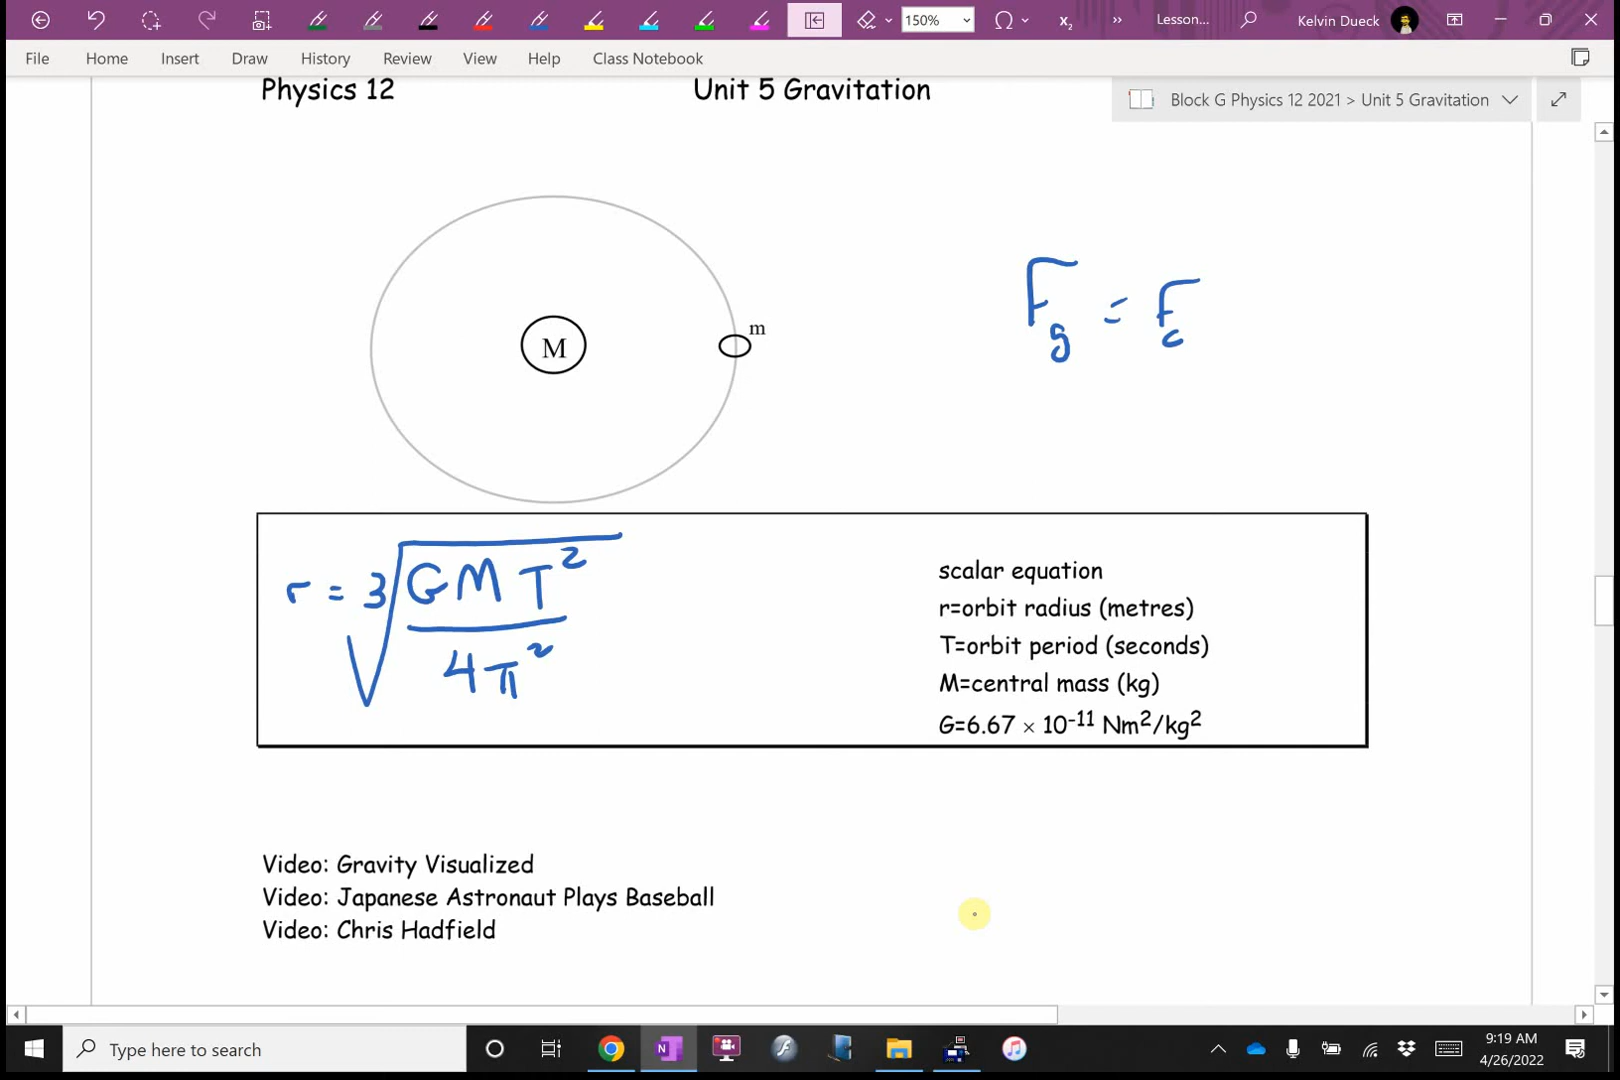 150%
Ω
x₂
»
Lesson...
Kelvin Dueck
File Home Insert Draw History Review View Help Class Notebook
Physics 12 Unit 5 Gravitation
Block G Physics 12 2021 > Unit 5 Gravitation
M
m
Fg = Fc
r = ³√(GMT² / 4π²)
scalar equation
r=orbit radius (metres)
T=orbit period (seconds)
M=central mass (kg)
G=6.67 × 10⁻¹¹ Nm²/kg²
Video: Gravity Visualized
Video: Japanese Astronaut Plays Baseball
Video: Chris Hadfield
Type here to search
9:19 AM
4/26/2022